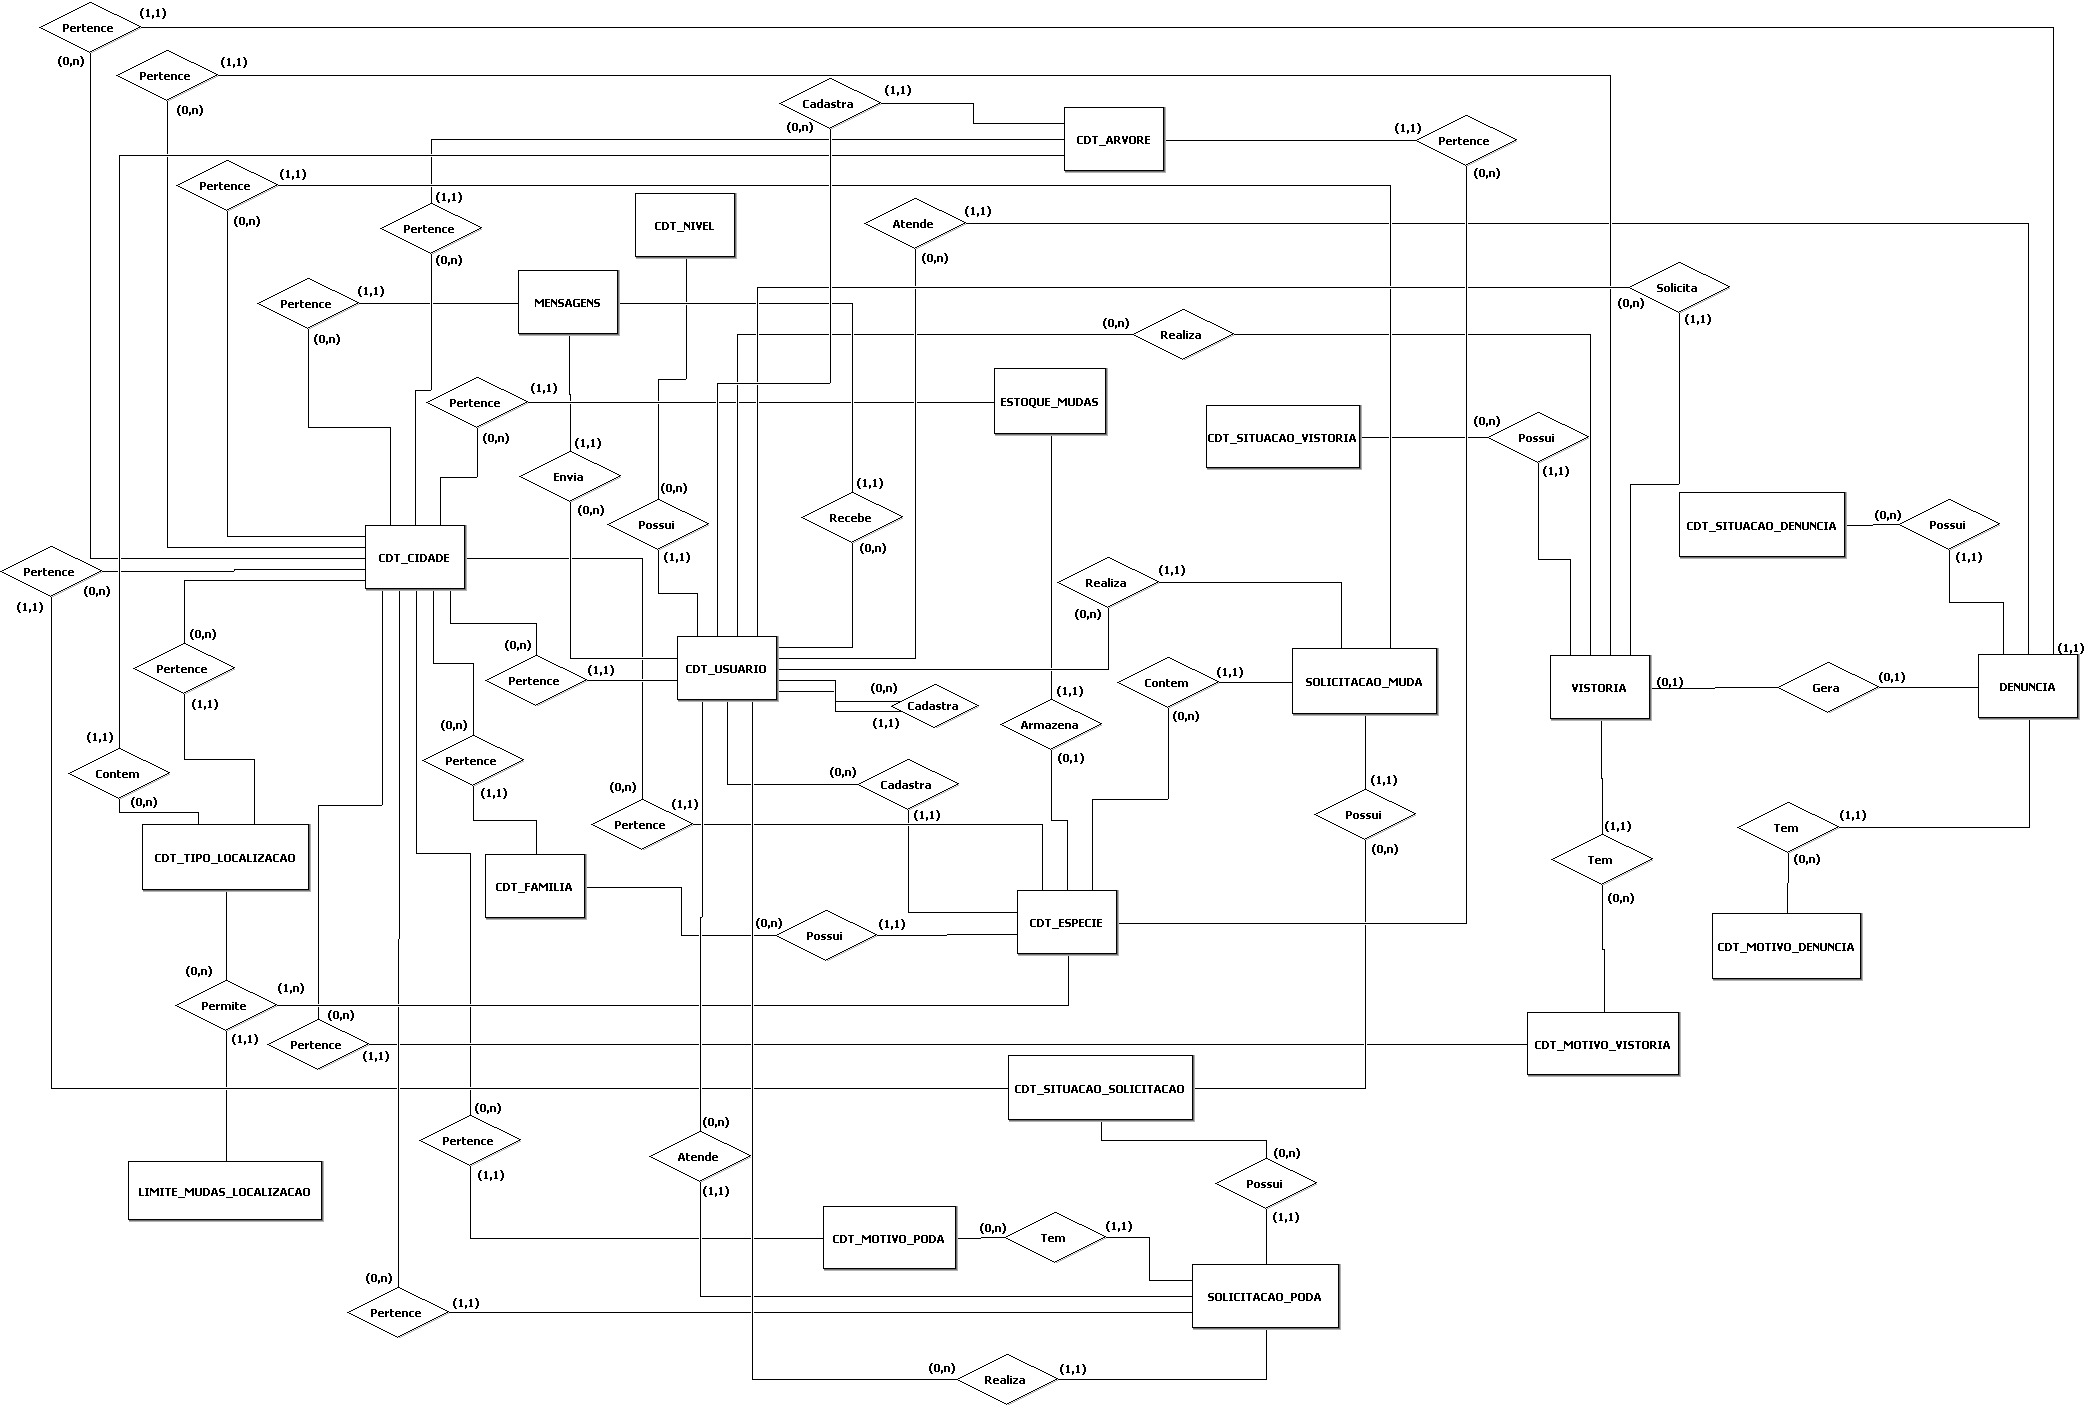 Pertence (1,1)
(0,n)
Pertence (1,1)
(0,n)
Cadastra (1,1)
(0,n)
CDT_ARVORE
(1,1) Pertence
(0,n)
Pertence (1,1)
(0,n)
(1,1)
Pertence
(0,n)
CDT_NIVEL
Atende (1,1)
(0,n)
Solicita
(0,n)
(1,1)
Pertence (1,1)
(0,n)
MENSAGENS
(0,n) Realiza
Pertence (1,1)
(0,n)
ESTOQUE_MUDAS
CDT_SITUACAO_VISTORIA
(0,n) Possui
(1,1)
(1,1)
Envia
(0,n)
(0,n)
Possui
(1,1)
(1,1)
Recebe
(0,n)
CDT_SITUACAO_DENUNCIA
(0,n) Possui
(1,1)
CDT_CIDADE
Pertence
(0,n)
(1,1)
Realiza (1,1)
(0,n)
(0,n)
Pertence
(1,1)
(0,n)
Pertence (1,1)
CDT_USUARIO
(0,n)
Cadastra
(1,1)
Contem (1,1)
(0,n)
SOLICITACAO_MUDA
VISTORIA
(0,1) Gera (0,1)
(1,1)
DENUNCIA
(1,1)
Armazena
(0,1)
(1,1)
Contem
(0,n)
(0,n)
Pertence
(1,1)
(0,n) Cadastra
(1,1)
(0,n)
Pertence (1,1)
(1,1)
Possui
(0,n)
(1,1)
Tem
(0,n)
Tem (1,1)
(0,n)
CDT_TIPO_LOCALIZACAO
CDT_FAMILIA
(0,n) Possui (1,1)
CDT_ESPECIE
CDT_MOTIVO_DENUNCIA
(0,n)
Permite (1,n)
(1,1)
(0,n)
Pertence (1,1)
CDT_MOTIVO_VISTORIA
CDT_SITUACAO_SOLICITACAO
(0,n)
Pertence
(1,1)
(0,n)
Atende
(1,1)
(0,n)
Possui
(1,1)
LIMITE_MUDAS_LOCALIZACAO
CDT_MOTIVO_PODA
(0,n) Tem (1,1)
(0,n)
Pertence (1,1)
SOLICITACAO_PODA
(0,n) Realiza (1,1)